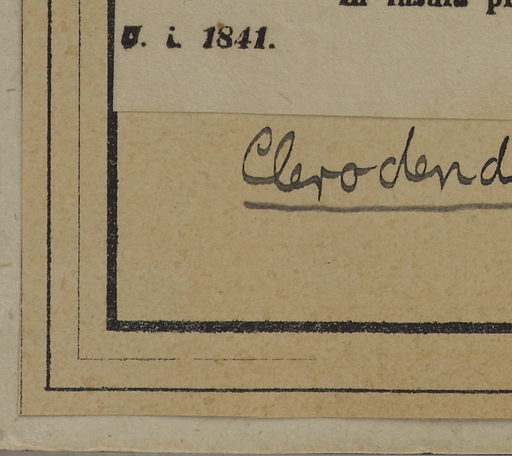 U. i. 1841.
Clerodend